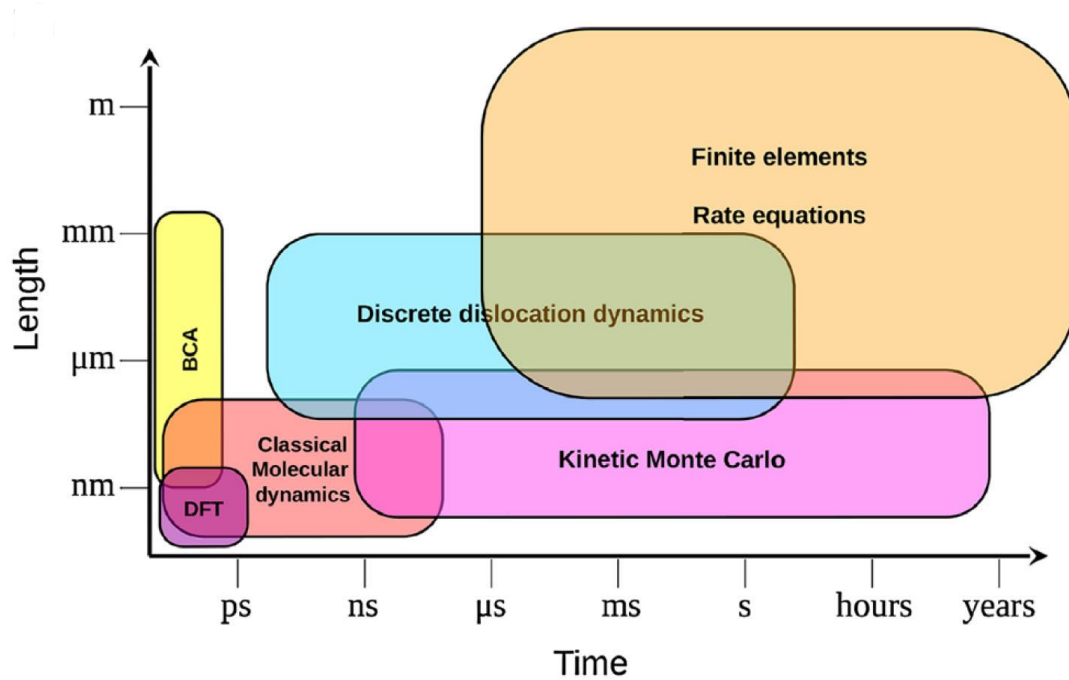 m
mm
μm
nm
Length
Finite elements
Rate equations
Discrete dislocation dynamics
BCA
Classical
Molecular
dynamics
Kinetic Monte Carlo
DFT
ps ns μs ms s hours years
Time